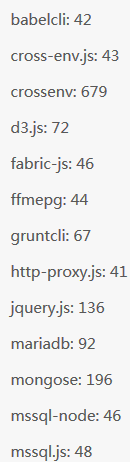 babelcli: 42
cross-env.js: 43
crossenv: 679
d3.js: 72
fabric-js: 46
ffmepg: 44
gruntcli: 67
http-proxy.js: 41
jquery.js: 136
mariadb: 92
mongose: 196
mssql-node: 46
mssql.js: 48